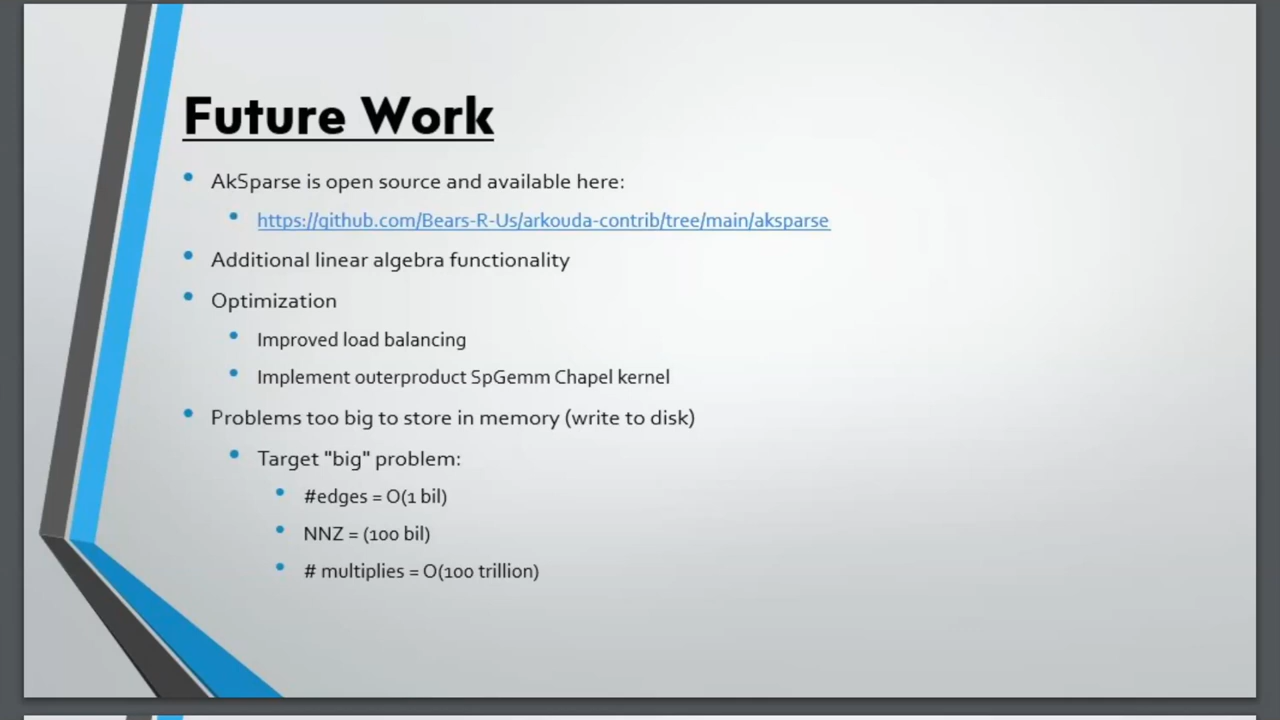 Future Work
AkSparse is open source and available here:
https://github.com/Bears-R-Us/arkouda-contrib/tree/main/aksparse
Additional linear algebra functionality
Optimization
Improved load balancing
Implement outerproduct SpGemm Chapel kernel
Problems too big to store in memory (write to disk)
Target "big" problem:
#edges = O(1 bil)
NNZ = (100 bil)
# multiplies = O(100 trillion)